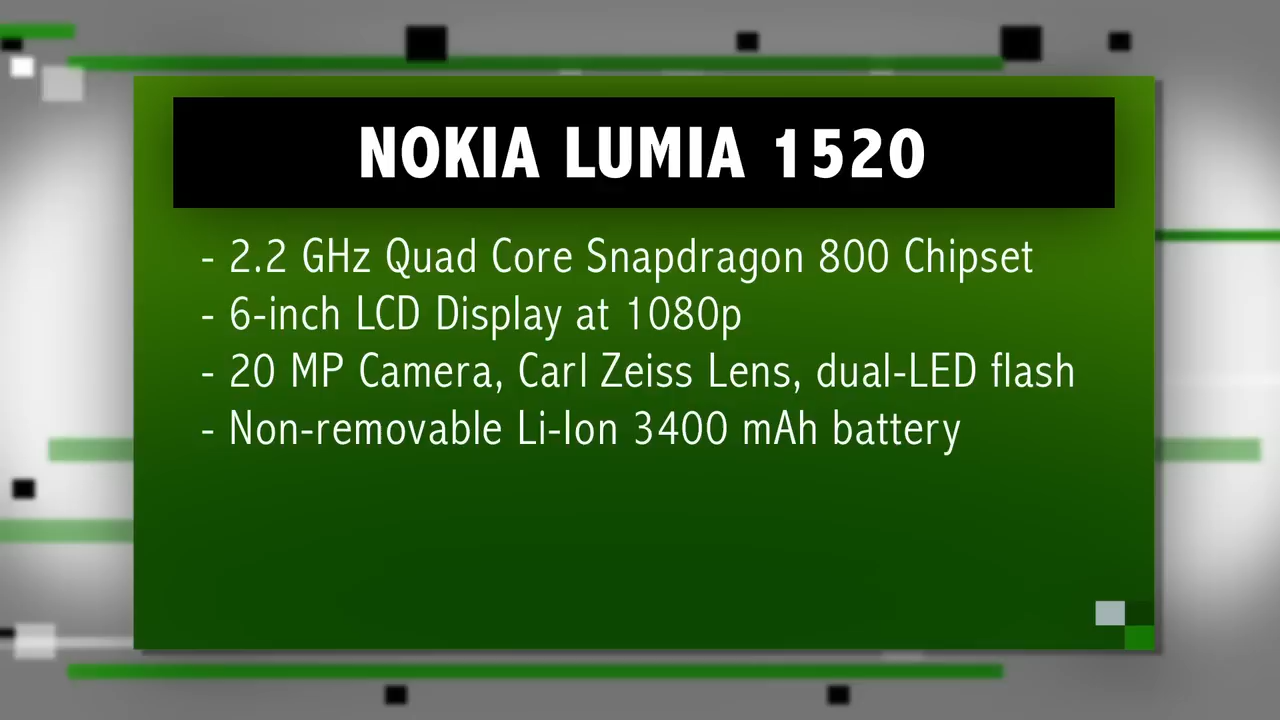 NOKIA LUMIA 1520
- 2.2 GHz Quad Core Snapdragon 800 Chipset
- 6-inch LCD Display at 1080p
- 20 MP Camera, Carl Zeiss Lens, dual-LED flash
- Non-removable Li-Ion 3400 mAh battery